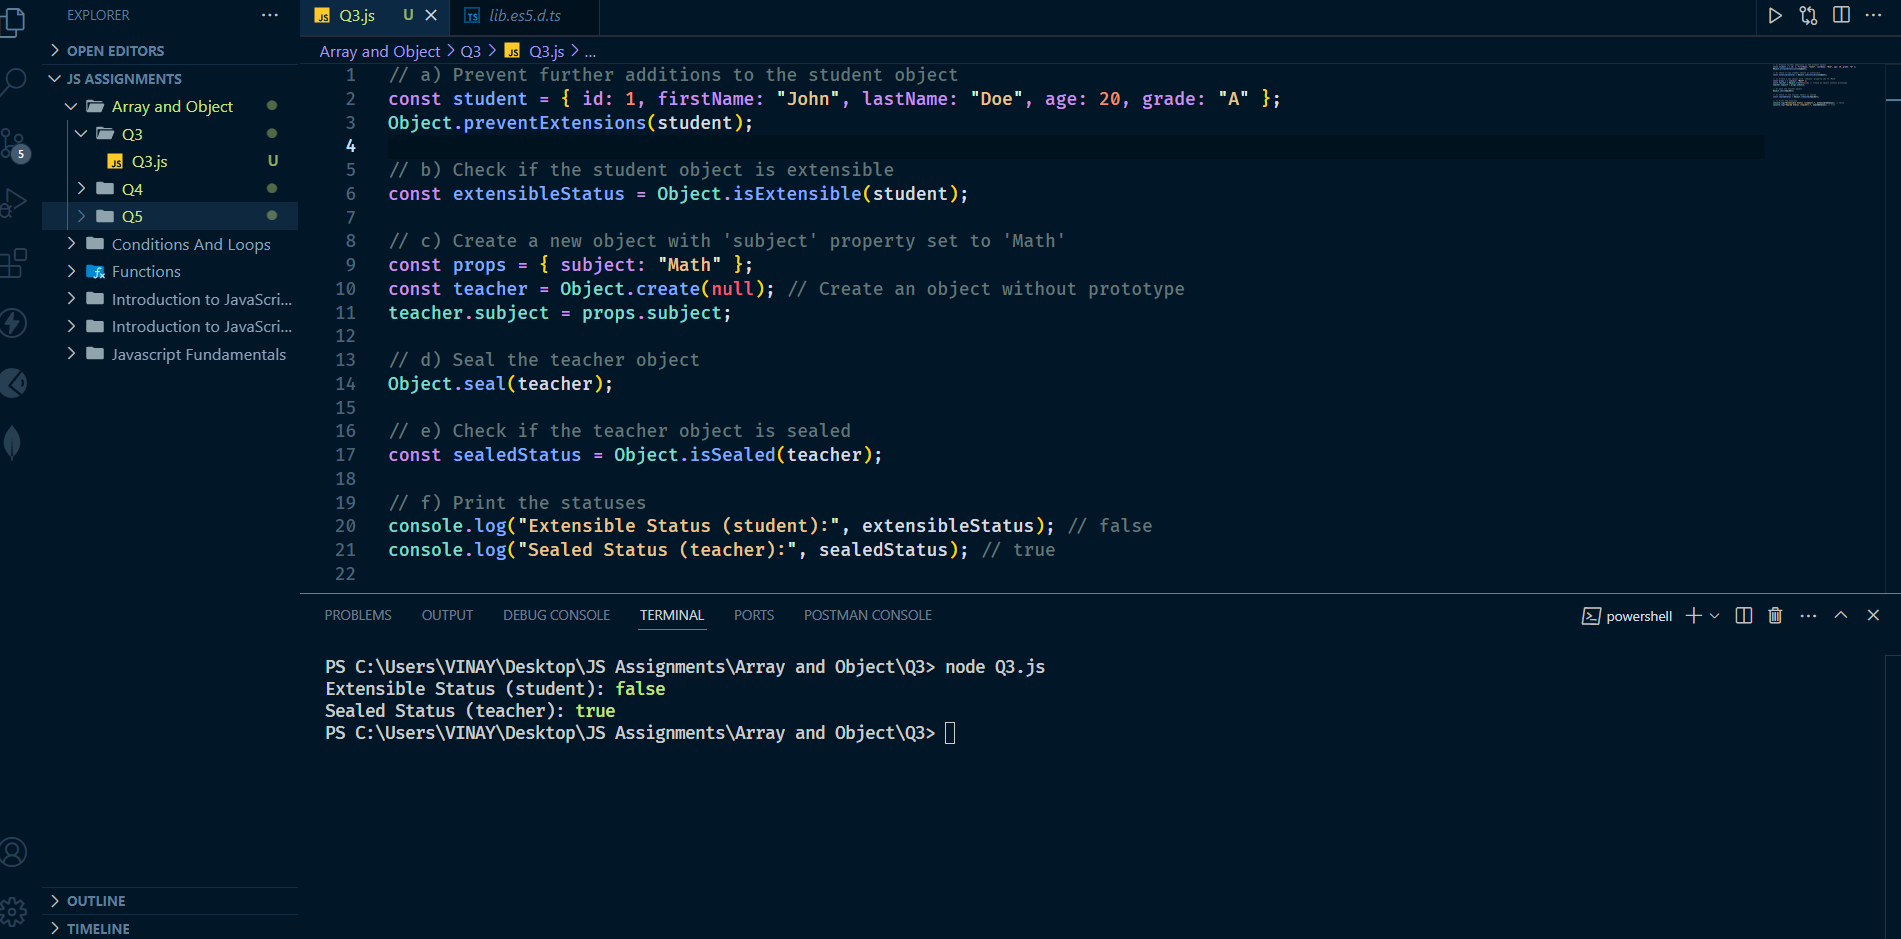 EXPLORER
OPEN EDITORS
JS ASSIGNMENTS
Array and Object
Q3
JS Q3.js U
Q4
Q5
Conditions And Loops
Functions
Introduction to JavaScri...
Introduction to JavaScri...
Javascript Fundamentals
OUTLINE
TIMELINE
5
JS Q3.js U
TS lib.es5.d.ts
Array and Object > Q3 > JS Q3.js > ...
1 // a) Prevent further additions to the student object
2 const student = { id: 1, firstName: "John", lastName: "Doe", age: 20, grade: "A" };
3 Object.preventExtensions(student);
4
5 // b) Check if the student object is extensible
6 const extensibleStatus = Object.isExtensible(student);
7
8 // c) Create a new object with 'subject' property set to 'Math'
9 const props = { subject: "Math" };
10 const teacher = Object.create(null); // Create an object without prototype
11 teacher.subject = props.subject;
12
13 // d) Seal the teacher object
14 Object.seal(teacher);
15
16 // e) Check if the teacher object is sealed
17 const sealedStatus = Object.isSealed(teacher);
18
19 // f) Print the statuses
20 console.log("Extensible Status (student):", extensibleStatus); // false
21 console.log("Sealed Status (teacher):", sealedStatus); // true
22
PROBLEMS OUTPUT DEBUG CONSOLE TERMINAL PORTS POSTMAN CONSOLE
powershell
PS C:\Users\VINAY\Desktop\JS Assignments\Array and Object\Q3> node Q3.js
Extensible Status (student): false
Sealed Status (teacher): true
PS C:\Users\VINAY\Desktop\JS Assignments\Array and Object\Q3>